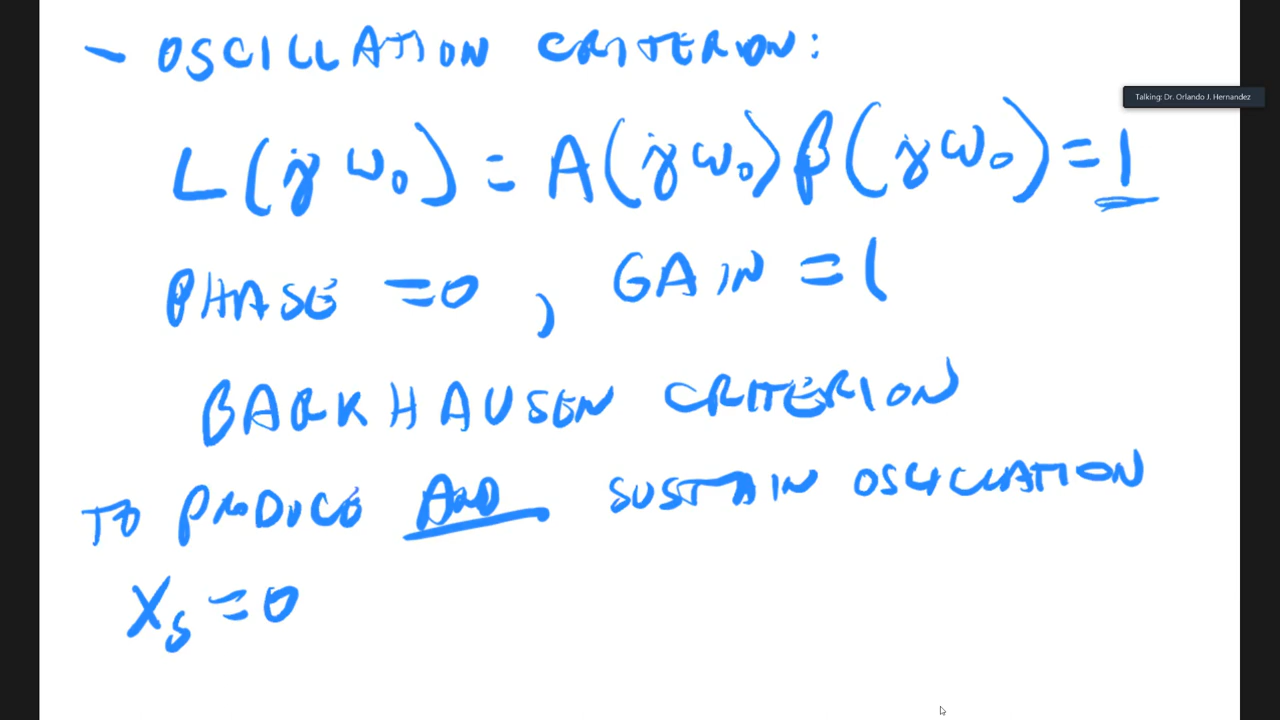 - OSCILLATION CRITERION:
Talking: Dr. Orlando J. Hernandez
L(jω₀) = A(jω₀)β(jω₀) = 1
PHASE = 0, GAIN = 1
BARKHAUSEN CRITERION
TO PRODUCE AND SUSTAIN OSCILLATION
Xs = 0